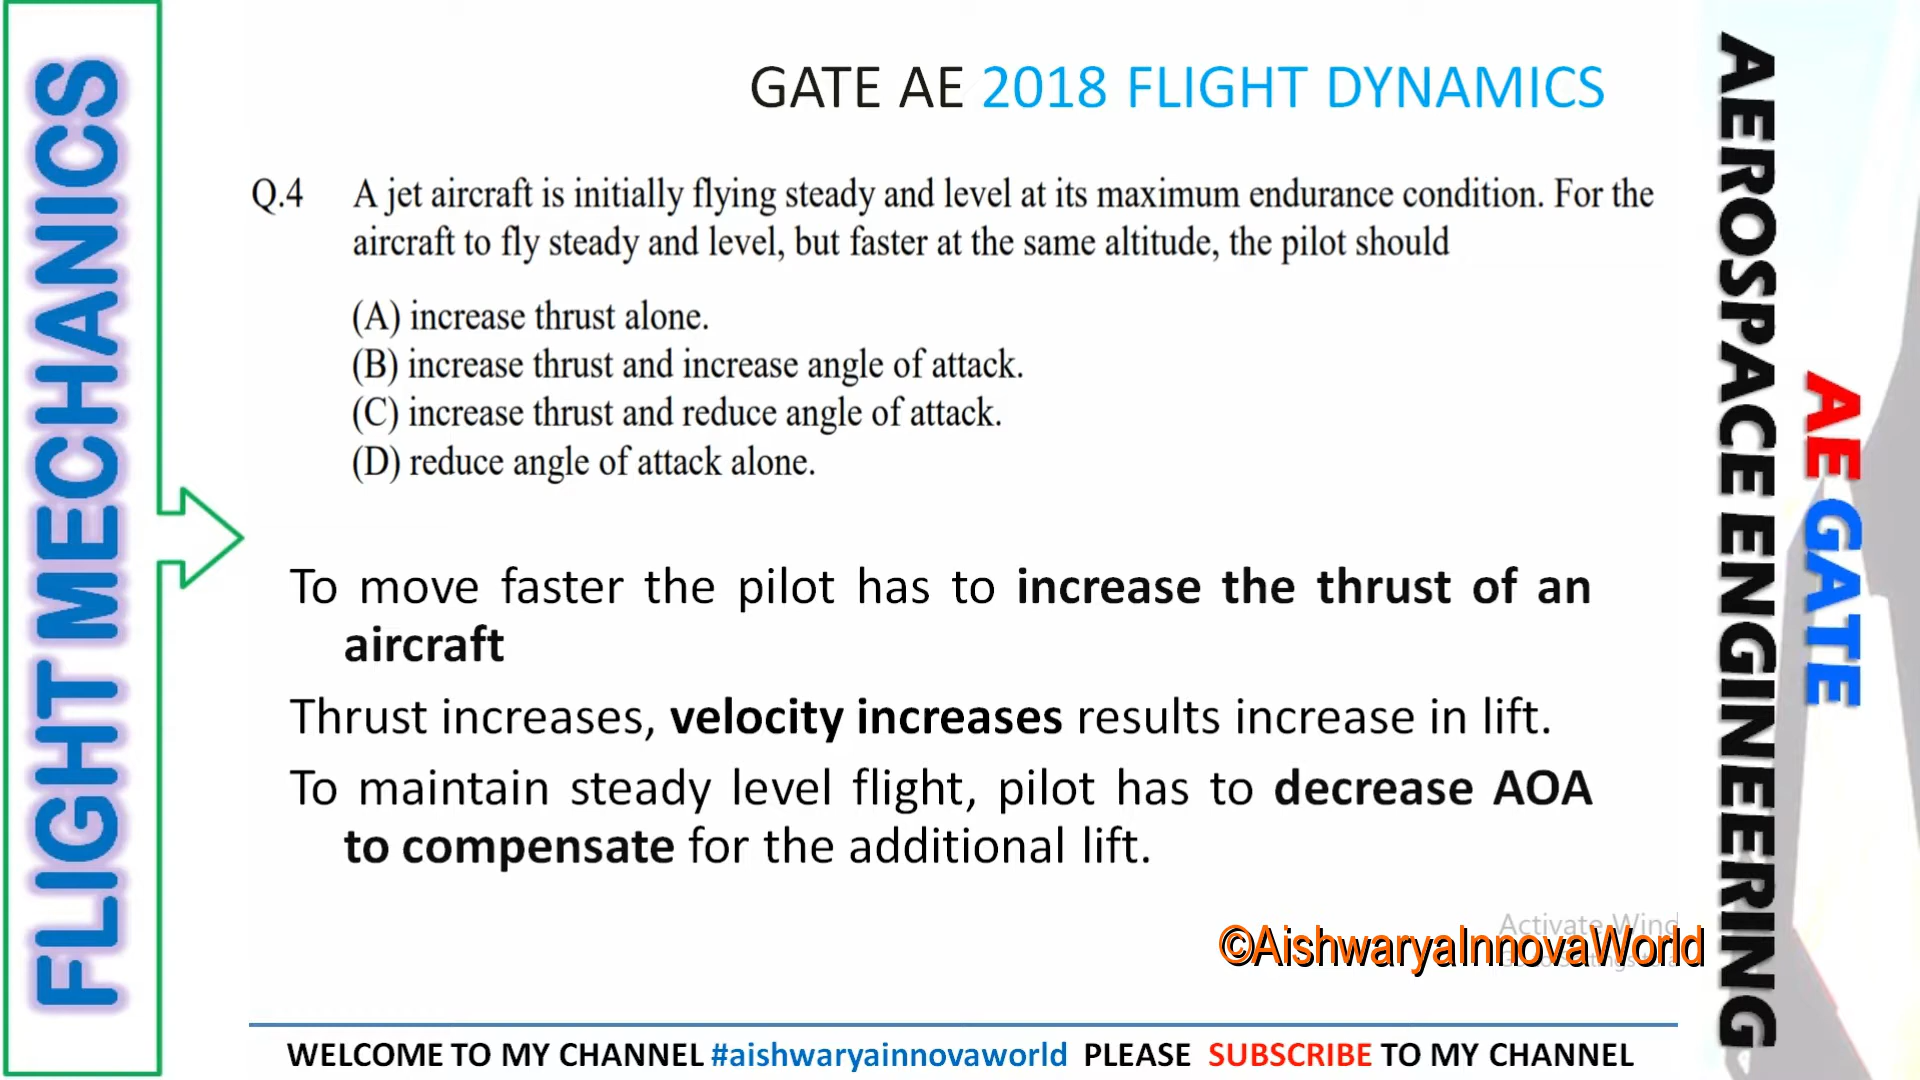 FLIGHT MECHANICS
GATE AE 2018 FLIGHT DYNAMICS
Q.4 A jet aircraft is initially flying steady and level at its maximum endurance condition. For the
aircraft to fly steady and level, but faster at the same altitude, the pilot should
(A) increase thrust alone.
(B) increase thrust and increase angle of attack.
(C) increase thrust and reduce angle of attack.
(D) reduce angle of attack alone.
To move faster the pilot has to increase the thrust of an
aircraft
Thrust increases, velocity increases results increase in lift.
To maintain steady level flight, pilot has to decrease AOA
to compensate for the additional lift.
Activate Wind
©AishwaryaInnovaWorld
WELCOME TO MY CHANNEL #aishwaryainnovaworld PLEASE SUBSCRIBE TO MY CHANNEL
AEROSPACE ENGINEERING
AE GATE